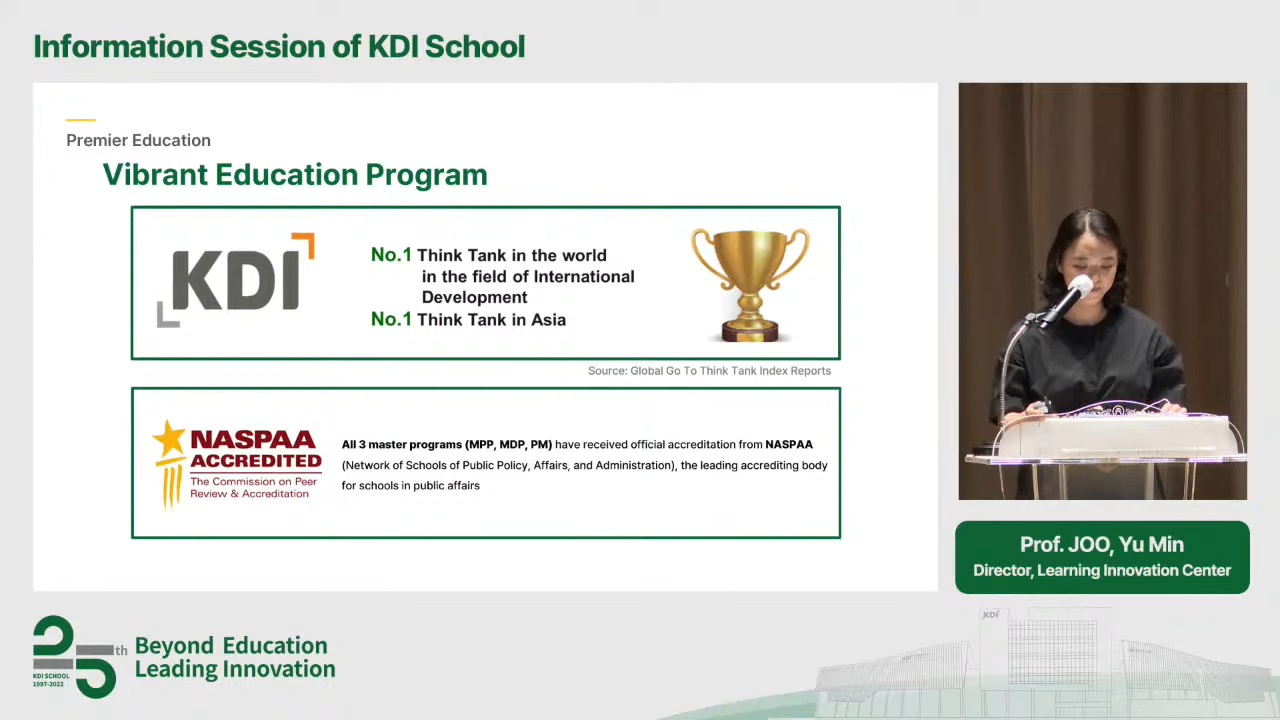 Information Session of KDI School
Premier Education
Vibrant Education Program
KDI
No.1 Think Tank in the world
in the field of International
Development
No.1 Think Tank in Asia
Source: Global Go To Think Tank Index Reports
NASPAA
ACCREDITED
The Commission on Peer
Review & Accreditation
All 3 master programs (MPP, MDP, PM) have received official accreditation from NASPAA
(Network of Schools of Public Policy, Affairs, and Administration), the leading accrediting body
for schools in public affairs
Prof. JOO, Yu Min
Director, Learning Innovation Center
25th
KDI SCHOOL
1997-2022
Beyond Education
Leading Innovation
KDI